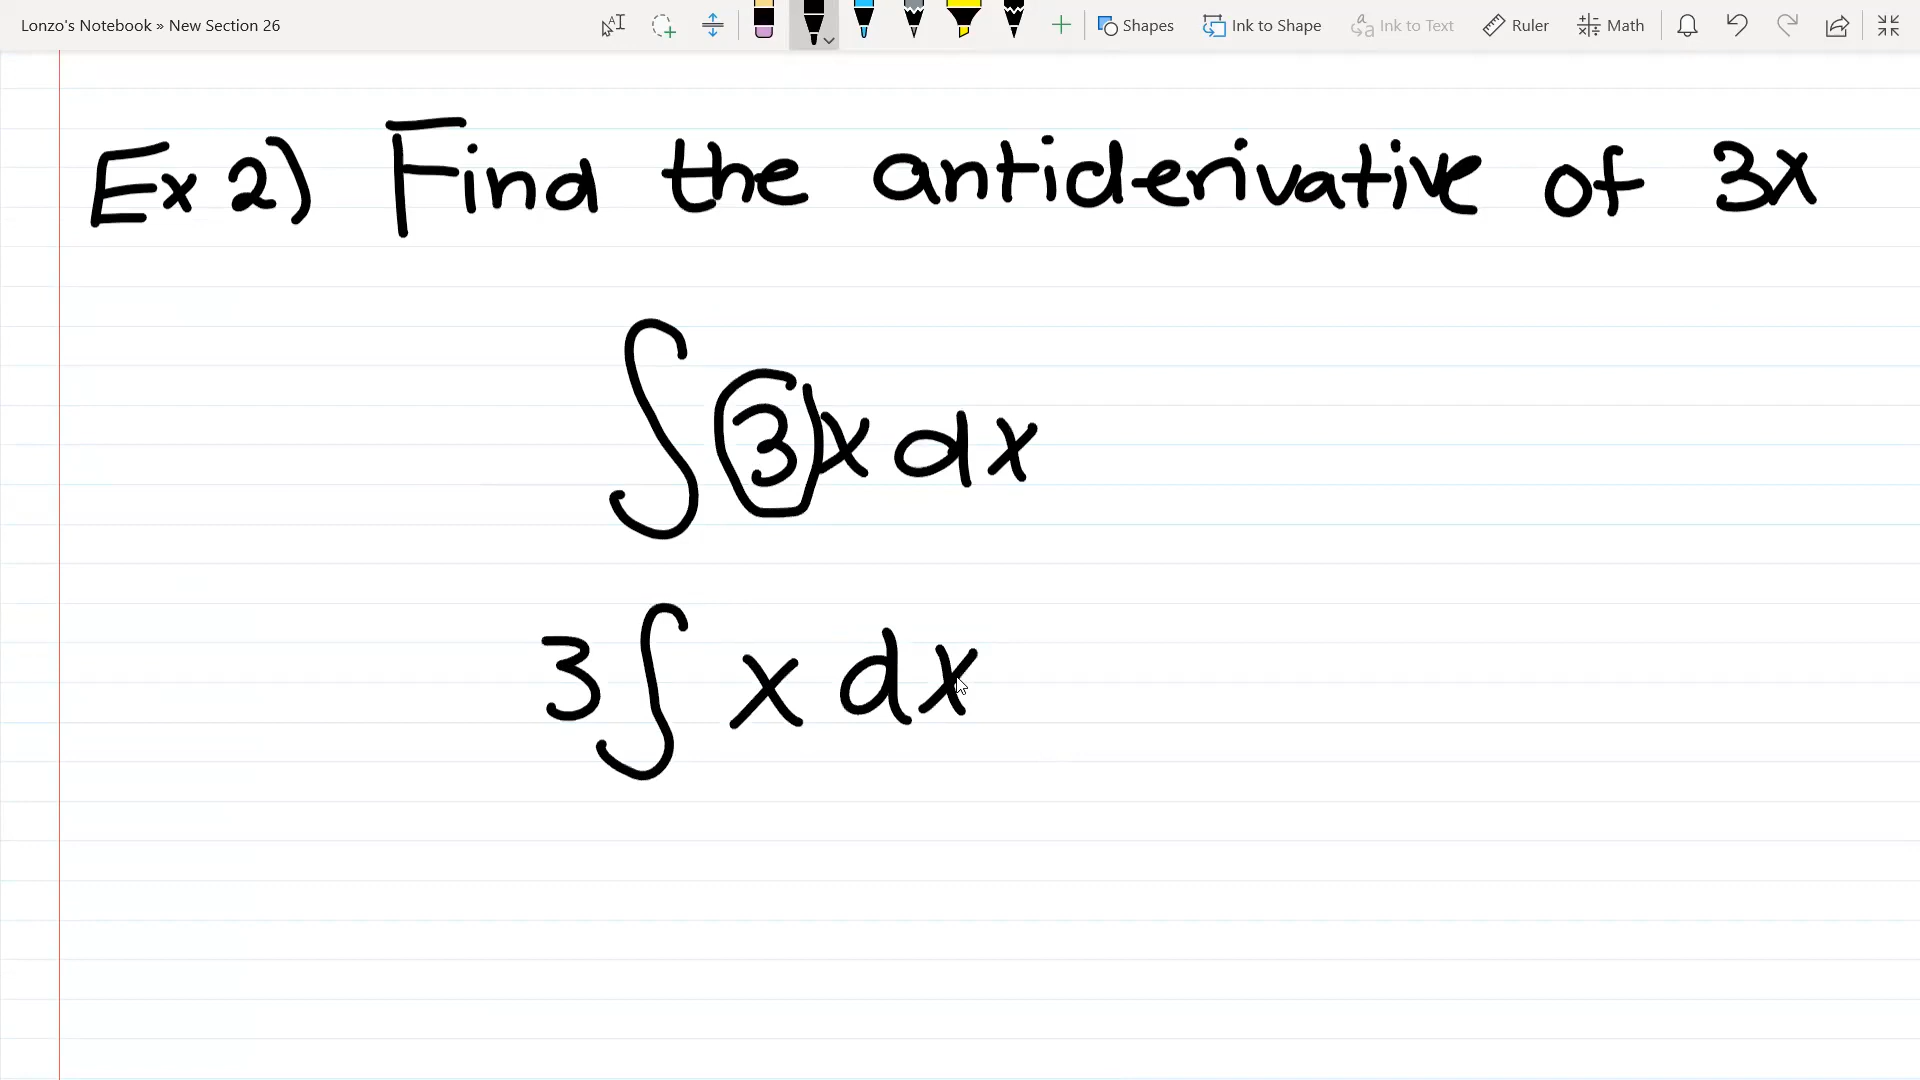 Lonzo's Notebook » New Section 26
Shapes Ink to Shape Ink to Text Ruler Math
Ex 2) Find the antiderivative of 3x
∫ 3x dx
3 ∫ x dx